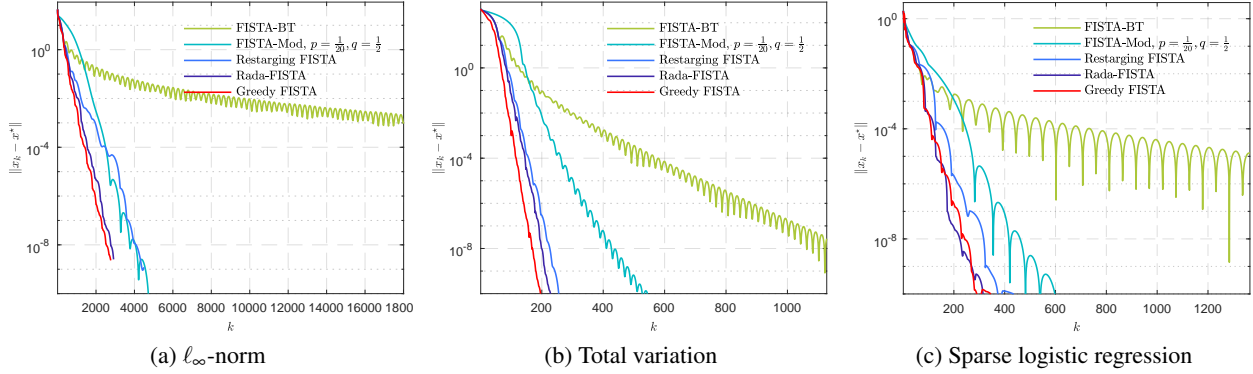 FISTA-BT
FISTA-Mod, p = 1/20, q = 1/2
Restarging FISTA
Rada-FISTA
Greedy FISTA
||x_k − x⋆||
10^0
10^-4
10^-8
2000 4000 6000 8000 10000 12000 14000 16000 18000
k
(a) ℓ∞-norm
FISTA-BT
FISTA-Mod, p = 1/20, q = 1/2
Restarging FISTA
Rada-FISTA
Greedy FISTA
||x_k − x⋆||
10^4
10^0
10^-4
10^-8
200 400 600 800 1000
k
(b) Total variation
FISTA-BT
FISTA-Mod, p = 1/20, q = 1/2
Restarging FISTA
Rada-FISTA
Greedy FISTA
||x_k − x⋆||
10^0
10^-4
10^-8
200 400 600 800 1000 1200
k
(c) Sparse logistic regression